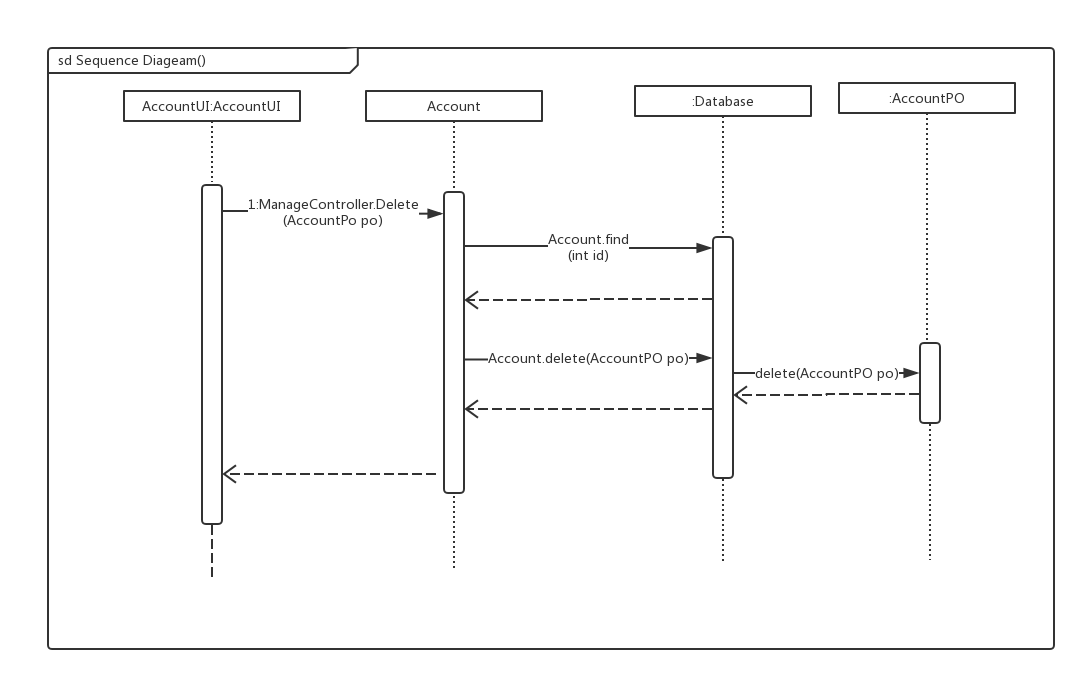 sd Sequence Diageam()
AccountUI:AccountUI
Account
:Database
:AccountPO
1:ManageController.Delete
(AccountPo po)
Account.find
(int id)
Account.delete(AccountPO po)
delete(AccountPO po)